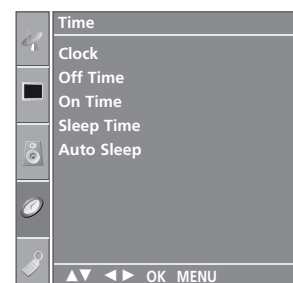 Time
Clock
Off Time
On Time
Sleep Time
Auto Sleep
▲▼ ◄► OK MENU